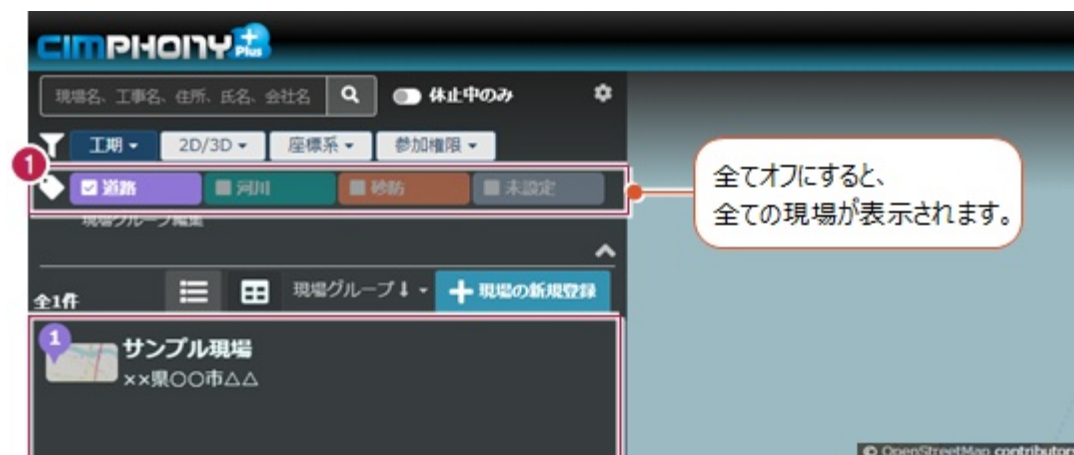 CIMPHONY Plus
現場名、工事名、住所、氏名、会社名 休止中のみ
工期 2D/3D 座標系 参加権限
1
道路 河川 砂防 未設定
全てオフにすると、
全ての現場が表示されます。
現場グループ編集
全1件 現場グループ↓ 現場の新規登録
1
サンプル現場
××県〇〇市△△
© OpenStreetMap contributors